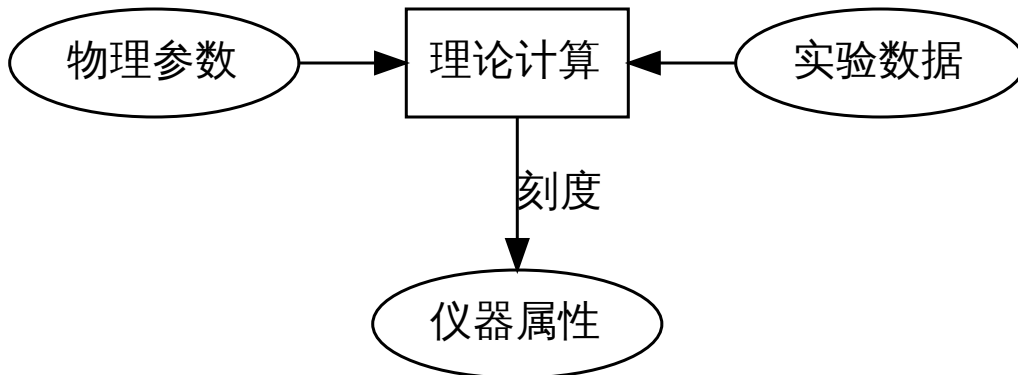 物理参数
理论计算
实验数据
刻度
仪器属性